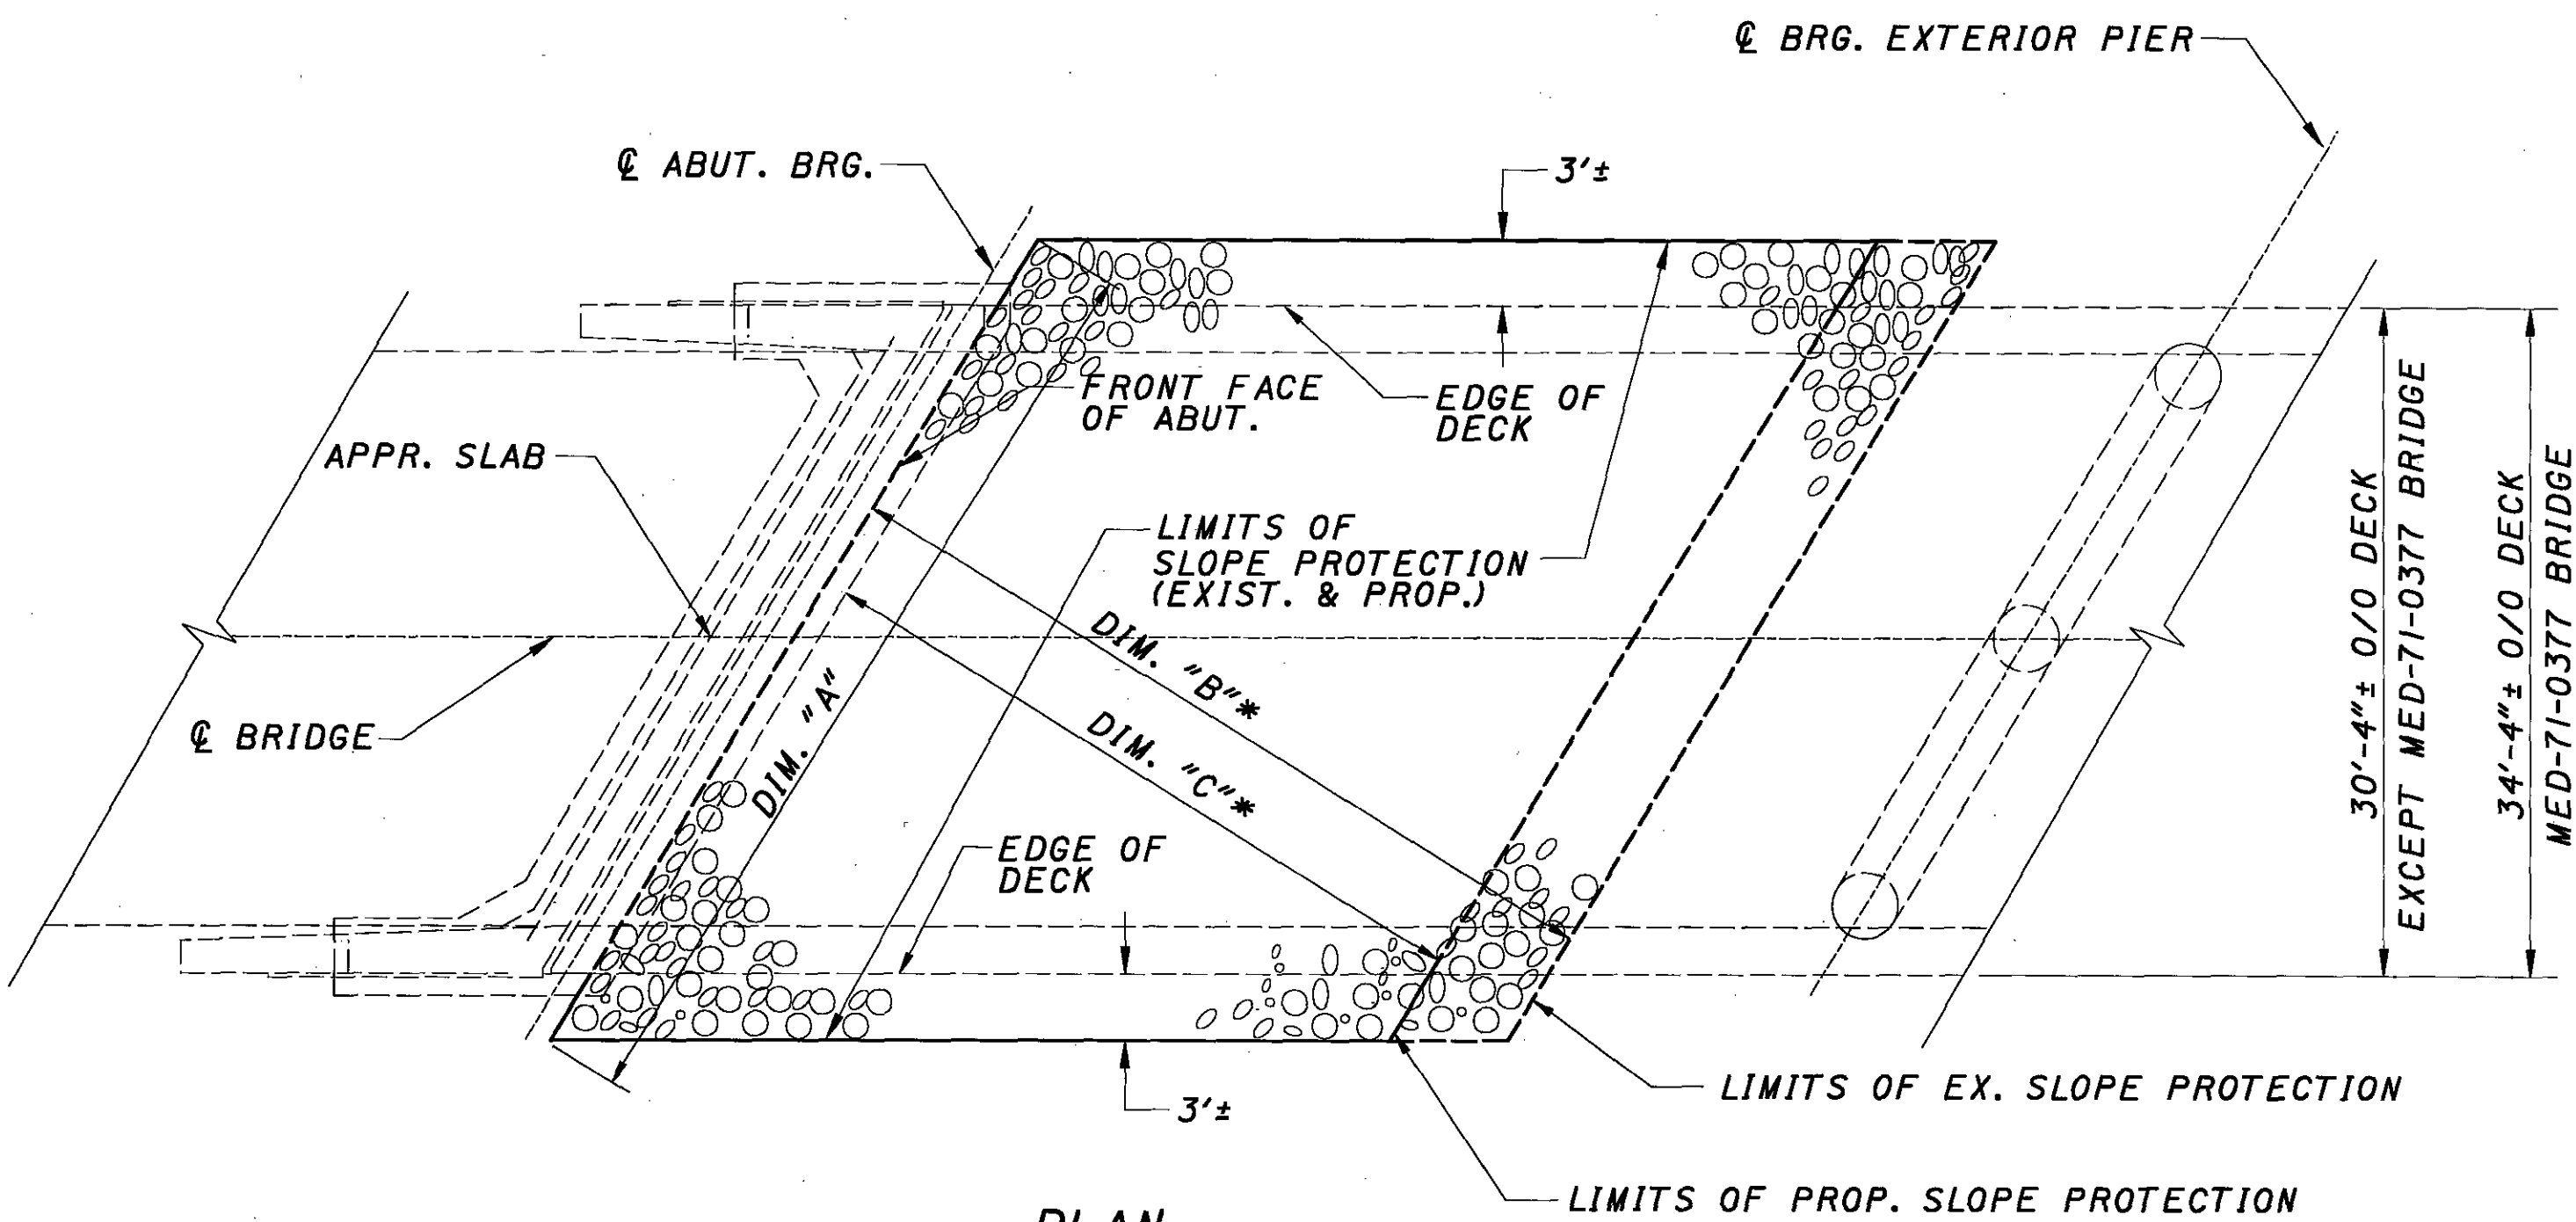 ℄ BRG. EXTERIOR PIER
℄ ABUT. BRG.
3'±
FRONT FACE
OF ABUT.
EDGE OF
DECK
APPR. SLAB
LIMITS OF
SLOPE PROTECTION
(EXIST. & PROP.)
DIM. "B"*
DIM. "A"
DIM. "C"*
℄ BRIDGE
EDGE OF
DECK
30'-4"± O/O DECK
EXCEPT MED-71-0377 BRIDGE
34'-4"± O/O DECK
MED-71-0377 BRIDGE
3'±
LIMITS OF EX. SLOPE PROTECTION
LIMITS OF PROP. SLOPE PROTECTION
PLAN